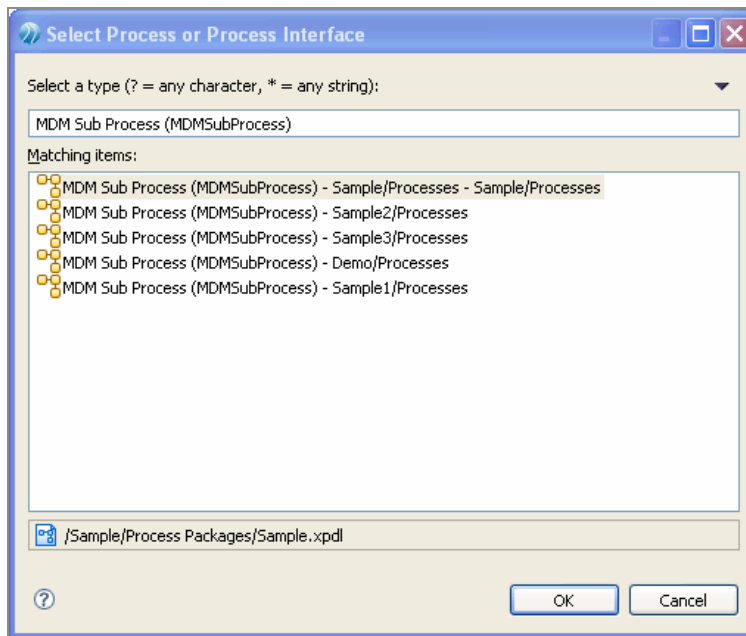 Select Process or Process Interface
Select a type (? = any character, * = any string):
MDM Sub Process (MDMSubProcess)
Matching items:
MDM Sub Process (MDMSubProcess) - Sample/Processes - Sample/Processes
MDM Sub Process (MDMSubProcess) - Sample2/Processes
MDM Sub Process (MDMSubProcess) - Sample3/Processes
MDM Sub Process (MDMSubProcess) - Demo/Processes
MDM Sub Process (MDMSubProcess) - Sample1/Processes
/Sample/Process Packages/Sample.xpdl
? OK Cancel